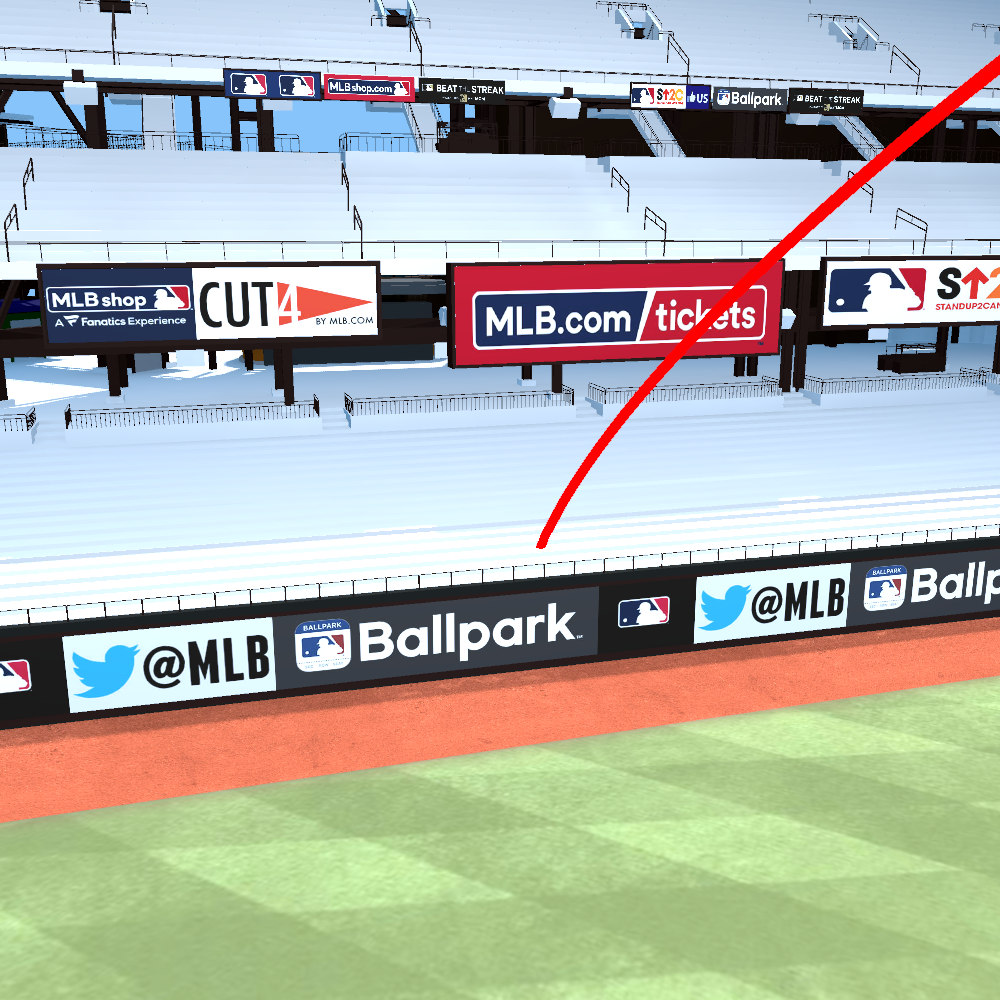 MLBshop.com
BEAT THE STREAK
S↑2C
US
Ballpark
BEAT THE STREAK
MLB shop
A Fanatics Experience
CUT4
BY MLB.COM
MLB.com/tickets
S↑2
STANDUP2CAN
@MLB
BALLPARK
Ballpark
@MLB
BALLPARK
Ballp